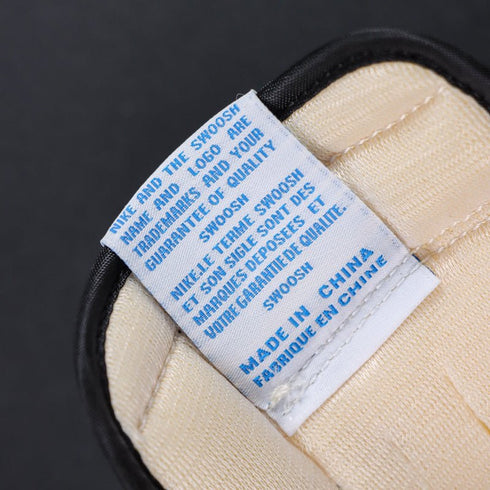 NIKE AND THE SWOOSH
NAME AND LOGO ARE
TRADEMARKS AND YOUR
GUARANTEE OF QUALITY
SWOOSH
NIKE.LE TERME SWOOSH
ET SON SIGLE SONT DES
MARQUES DEPOSEES ET
VOTRE GARANTIE DE QUALITE.
SWOOSH
MADE IN CHINA
FABRIQUE EN CHINE